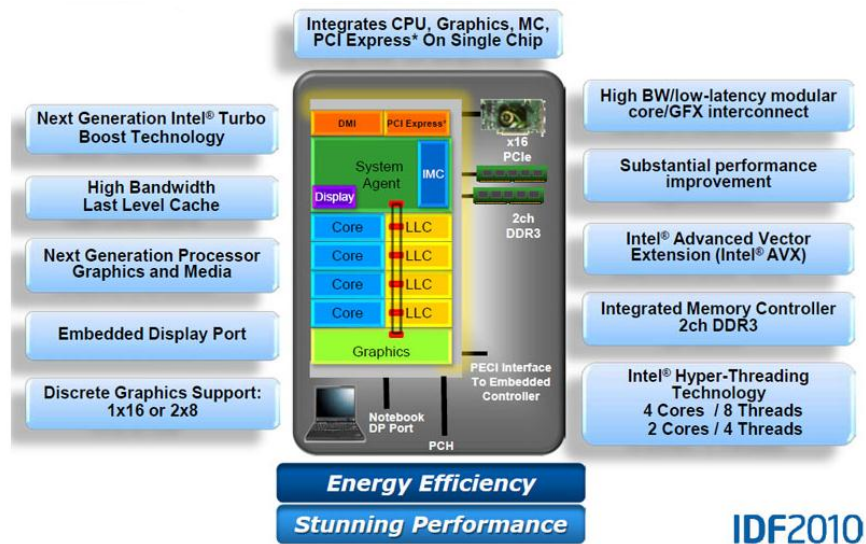 Integrates CPU, Graphics, MC,
PCI Express* On Single Chip
Next Generation Intel® Turbo
Boost Technology
High Bandwidth
Last Level Cache
Next Generation Processor
Graphics and Media
Embedded Display Port
Discrete Graphics Support:
1x16 or 2x8
DMI
PCI Express*
System
Agent
IMC
Display
Core
LLC
Core
LLC
Core
LLC
Core
LLC
Graphics
x16
PCIe
2ch
DDR3
PECI Interface
To Embedded
Controller
Notebook
DP Port
PCH
High BW/low-latency modular
core/GFX interconnect
Substantial performance
improvement
Intel® Advanced Vector
Extension (Intel® AVX)
Integrated Memory Controller
2ch DDR3
Intel® Hyper-Threading
Technology
4 Cores / 8 Threads
2 Cores / 4 Threads
Energy Efficiency
Stunning Performance
IDF2010